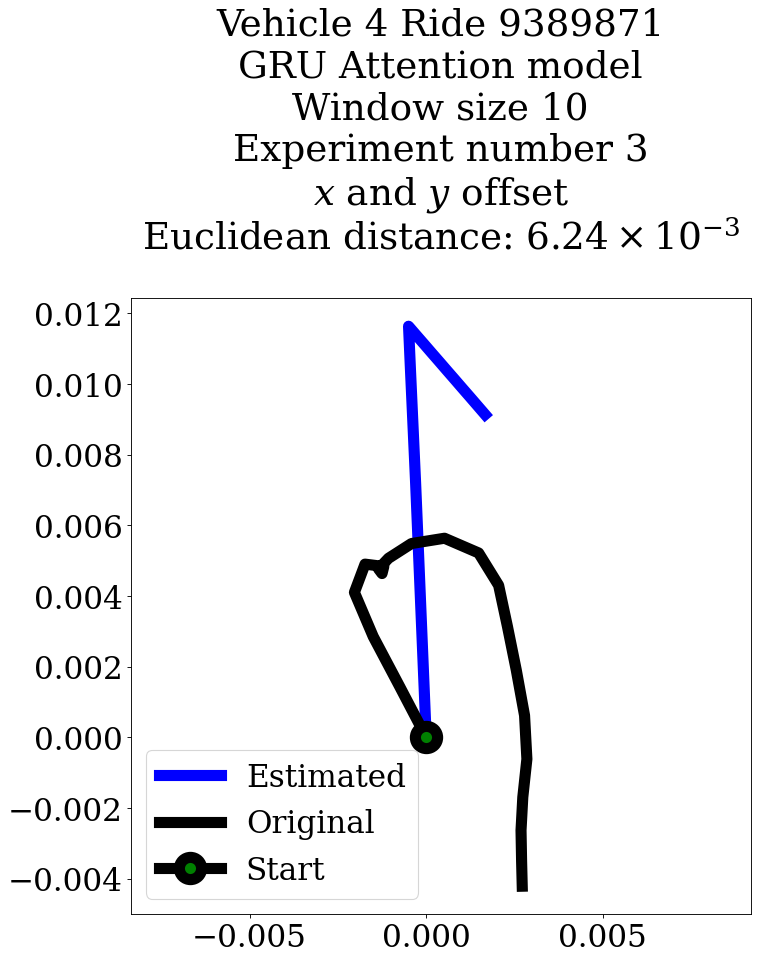 Vehicle 4 Ride 9389871
GRU Attention model
Window size 10
Experiment number 3
x and y offset
Euclidean distance: 6.24 × 10⁻³
0.012
0.010
0.008
0.006
0.004
0.002
0.000
−0.002
−0.004
Estimated
Original
Start
−0.005 0.000 0.005